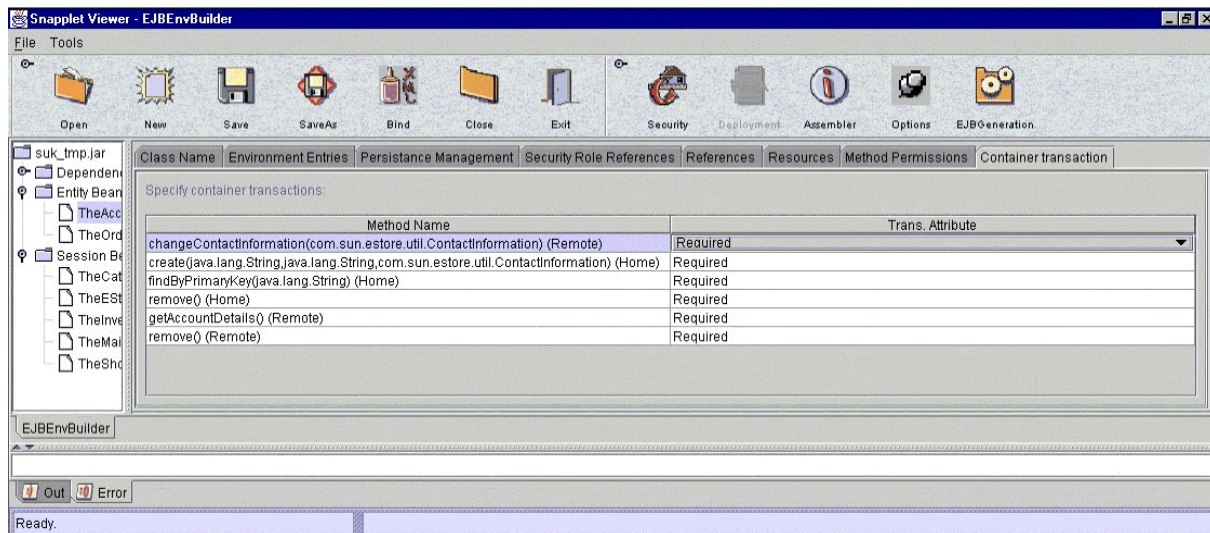 Snapplet Viewer - EJBEnvBuilder
File Tools
Open New Save SaveAs Bind Close Exit Security Deployment Assembler Options EJBGeneration
suk_tmp.jar
Dependen
Entity Bean
TheAcc
TheOrd
Session Be
TheCat
TheESt
TheInve
TheMai
TheSho
Class Name Environment Entries Persistance Management Security Role References References Resources Method Permissions Container transaction
Specify container transactions:
Method Name Trans. Attribute
changeContactInformation(com.sun.estore.util.ContactInformation) (Remote) Required
create(java.lang.String,java.lang.String,com.sun.estore.util.ContactInformation) (Home) Required
findByPrimaryKey(java.lang.String) (Home) Required
remove() (Home) Required
getAccountDetails() (Remote) Required
remove() (Remote) Required
EJBEnvBuilder
Out Error
Ready.